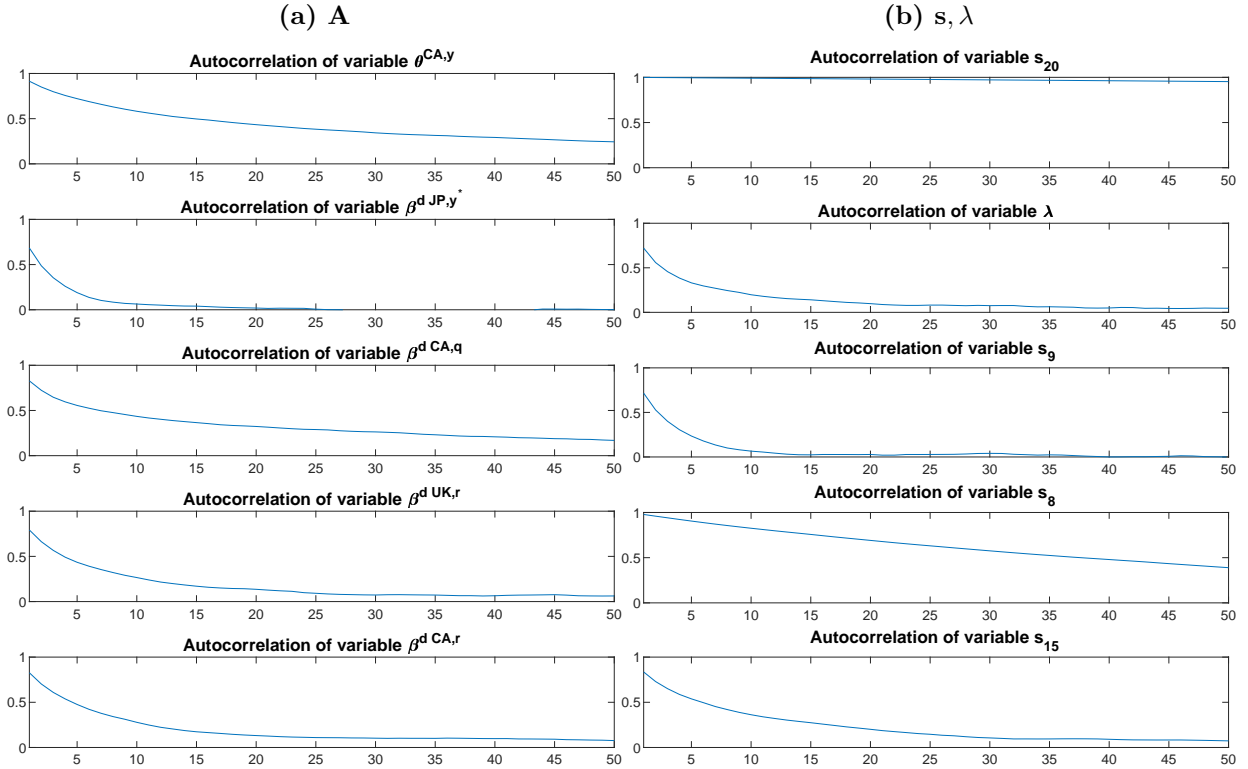 (a) A
Autocorrelation of variable θ^CA,y
1
0.5
0
5 10 15 20 25 30 35 40 45 50
Autocorrelation of variable β^d JP,y*
1
0.5
0
5 10 15 20 25 30 35 40 45 50
Autocorrelation of variable β^d CA,q
1
0.5
0
5 10 15 20 25 30 35 40 45 50
Autocorrelation of variable β^d UK,r
1
0.5
0
5 10 15 20 25 30 35 40 45 50
Autocorrelation of variable β^d CA,r
1
0.5
0
5 10 15 20 25 30 35 40 45 50
(b) s, λ
Autocorrelation of variable s_20
1
0.5
0
5 10 15 20 25 30 35 40 45 50
Autocorrelation of variable λ
1
0.5
0
5 10 15 20 25 30 35 40 45 50
Autocorrelation of variable s_9
1
0.5
0
5 10 15 20 25 30 35 40 45 50
Autocorrelation of variable s_8
1
0.5
0
5 10 15 20 25 30 35 40 45 50
Autocorrelation of variable s_15
1
0.5
0
5 10 15 20 25 30 35 40 45 50